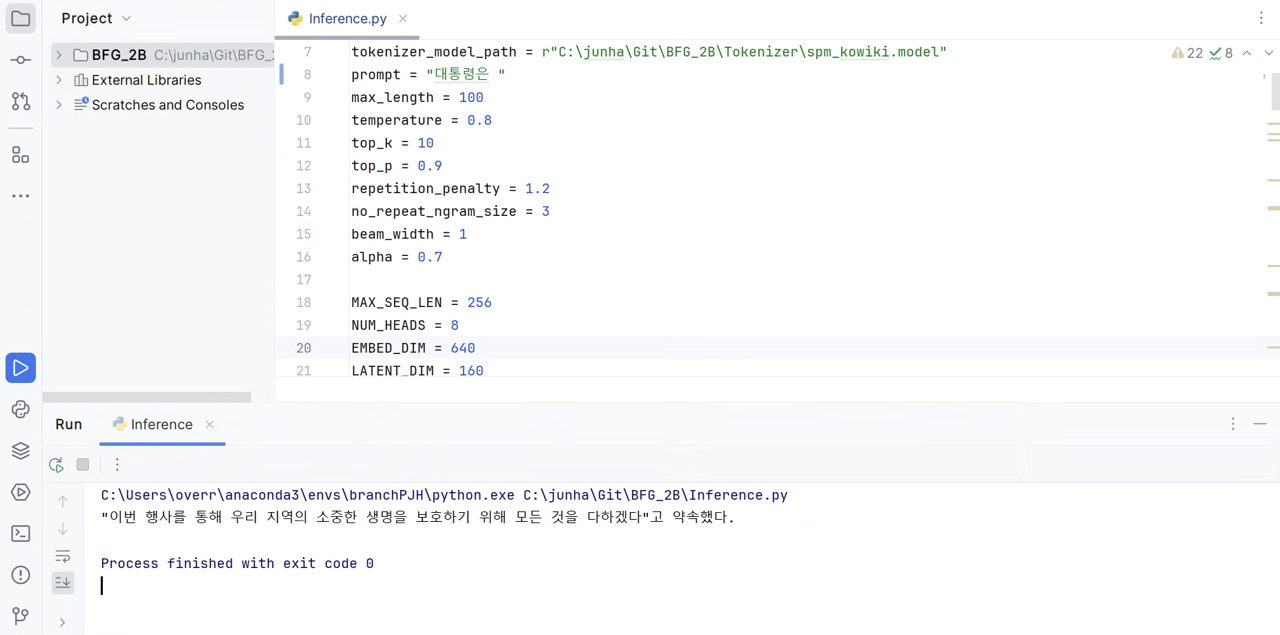 Project
Inference.py
BFG_2B C:\junha\Git\BFG_2
External Libraries
Scratches and Consoles
22 8
7 tokenizer_model_path = r"C:\junha\Git\BFG_2B\Tokenizer\spm_kowiki.model"
8 prompt = "대통령은 "
9 max_length = 100
10 temperature = 0.8
11 top_k = 10
12 top_p = 0.9
13 repetition_penalty = 1.2
14 no_repeat_ngram_size = 3
15 beam_width = 1
16 alpha = 0.7
17
18 MAX_SEQ_LEN = 256
19 NUM_HEADS = 8
20 EMBED_DIM = 640
21 LATENT_DIM = 160
Run
Inference
C:\Users\overr\anaconda3\envs\branchPJH\python.exe C:\junha\Git\BFG_2B\Inference.py
"이번 행사를 통해 우리 지역의 소중한 생명을 보호하기 위해 모든 것을 다하겠다"고 약속했다.
Process finished with exit code 0